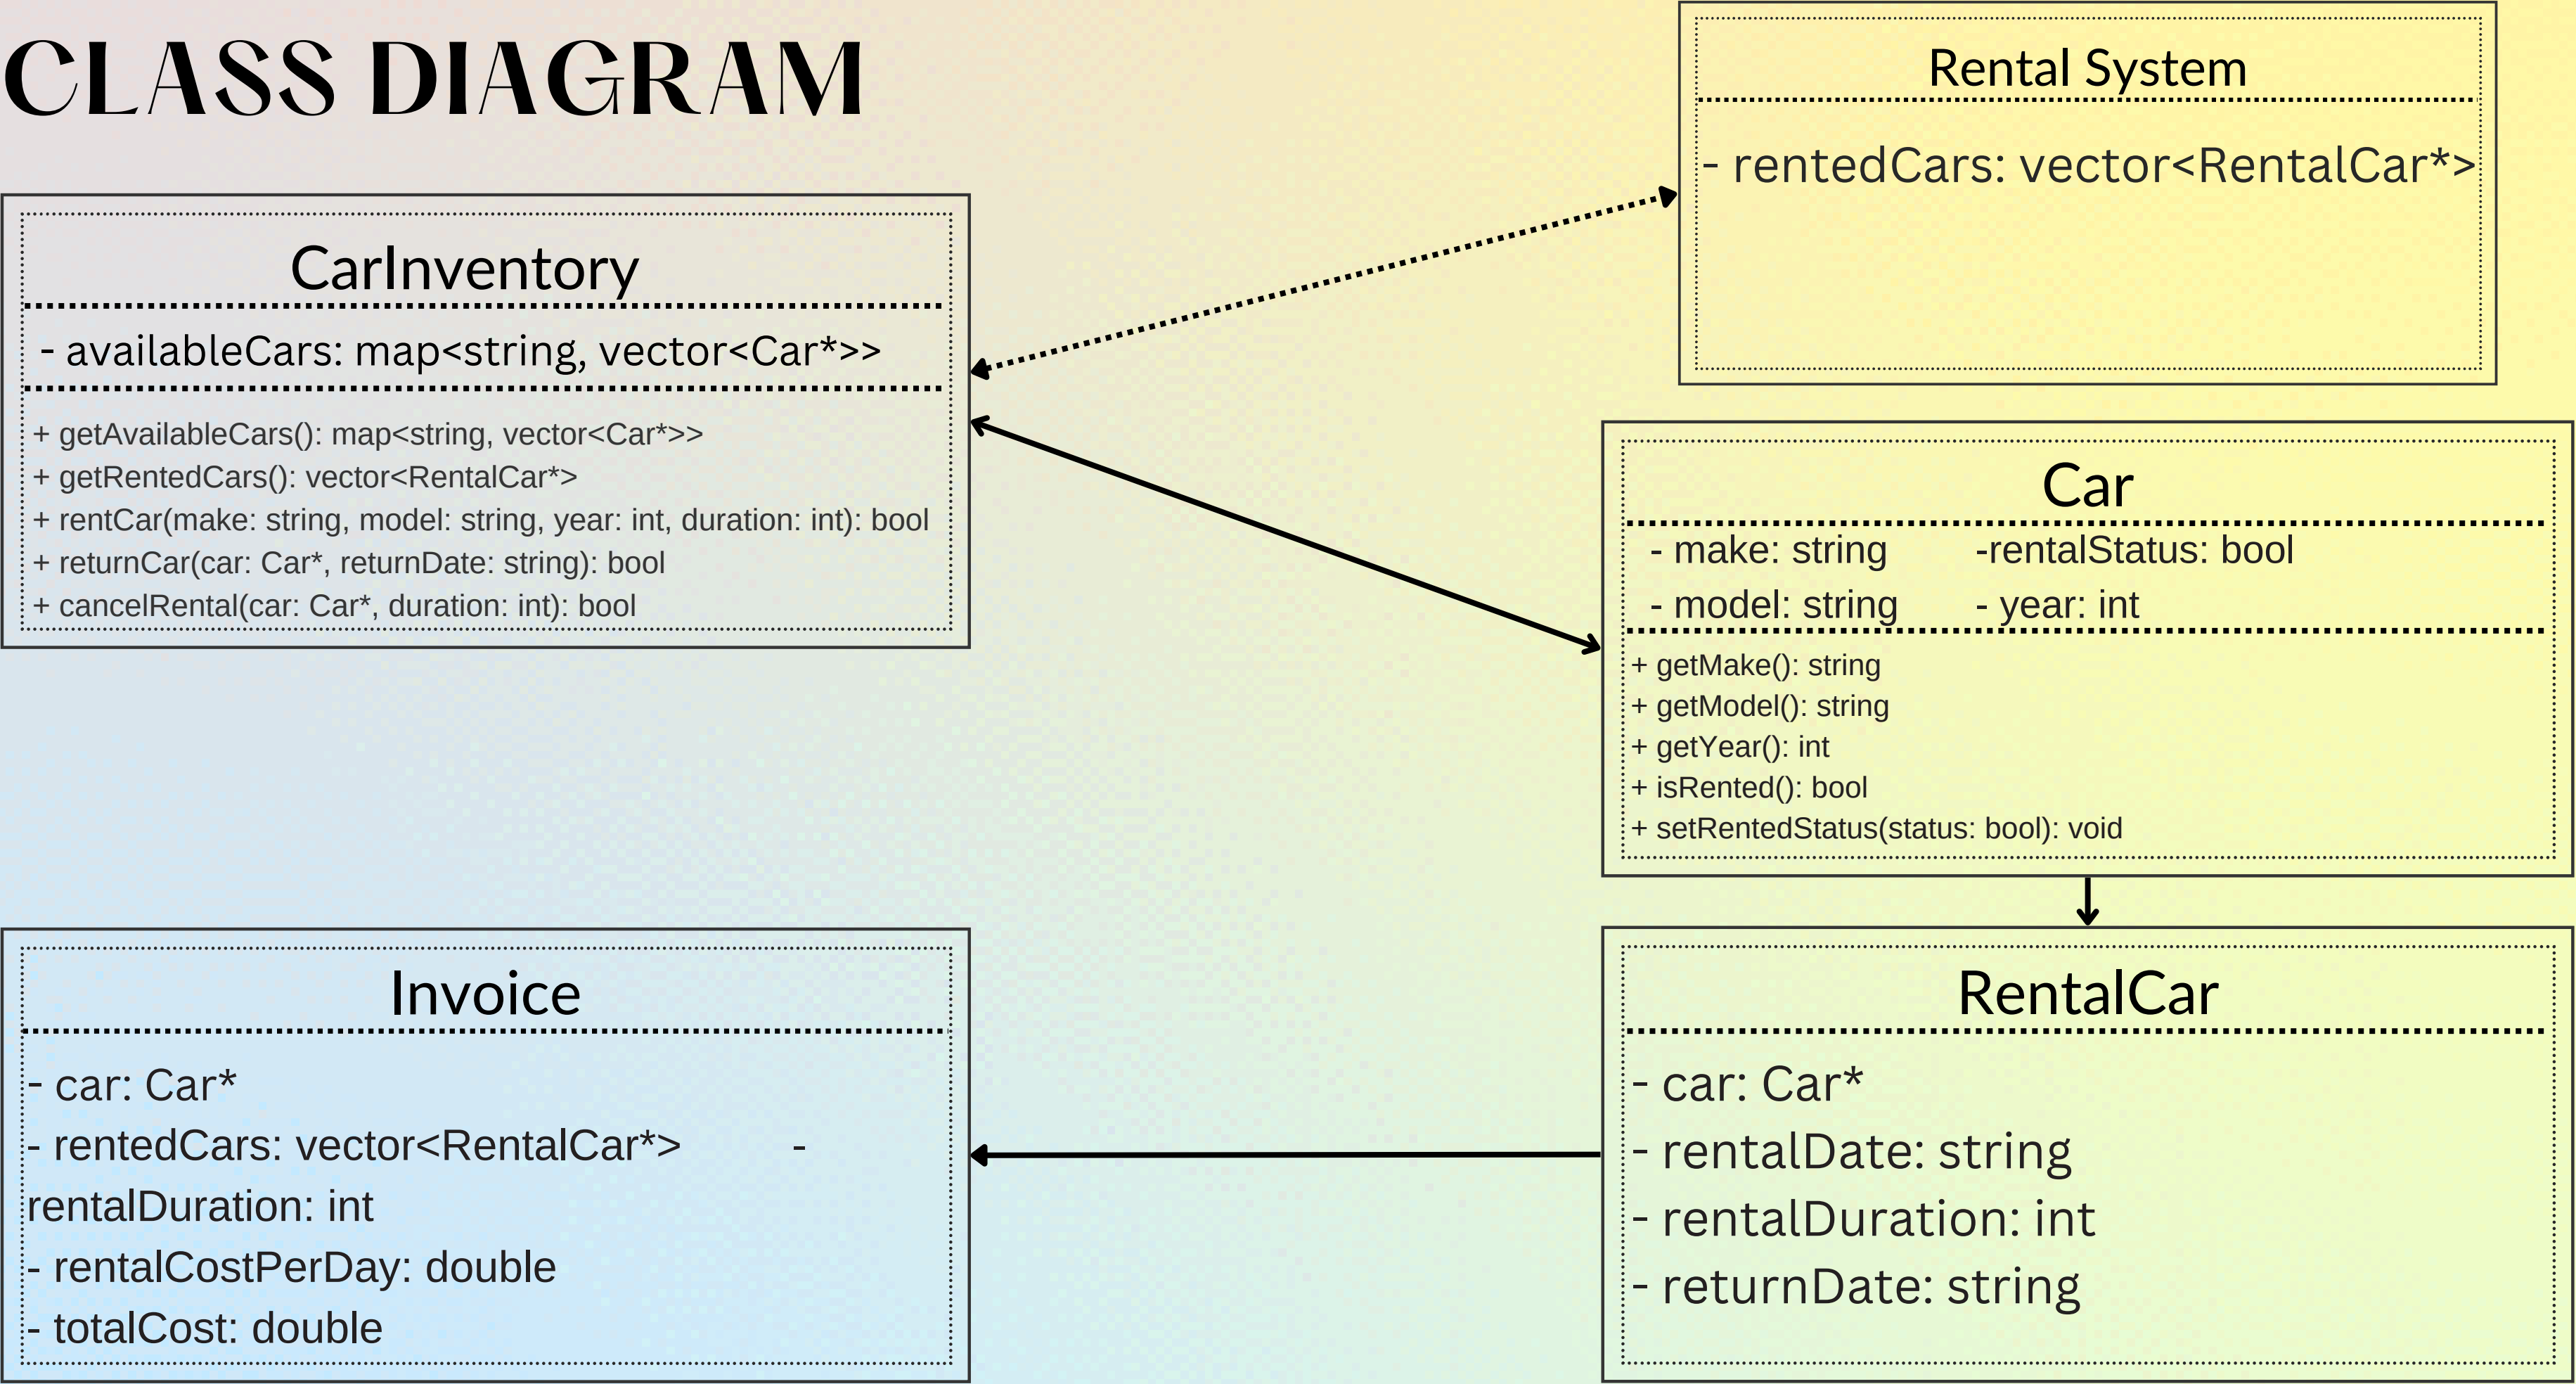 CLASS DIAGRAM
Rental System
- rentedCars: vector<RentalCar*>
CarInventory
- availableCars: map<string, vector<Car*>>
+ getAvailableCars(): map<string, vector<Car*>>
+ getRentedCars(): vector<RentalCar*>
+ rentCar(make: string, model: string, year: int, duration: int): bool
+ returnCar(car: Car*, returnDate: string): bool
+ cancelRental(car: Car*, duration: int): bool
Car
- make: string -rentalStatus: bool
- model: string - year: int
+ getMake(): string
+ getModel(): string
+ getYear(): int
+ isRented(): bool
+ setRentedStatus(status: bool): void
Invoice
- car: Car*
- rentedCars: vector<RentalCar*> -
rentalDuration: int
- rentalCostPerDay: double
- totalCost: double
RentalCar
- car: Car*
- rentalDate: string
- rentalDuration: int
- returnDate: string